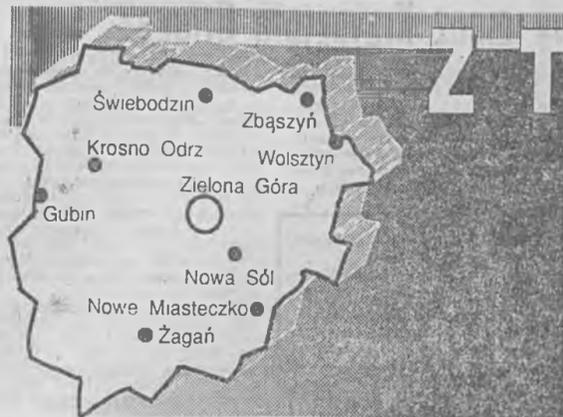 Z T
Świebodzin
Zbąszyń
Krosno Odrz
Wolsztyn
Zielona Góra
Gubin
Nowa Sól
Nowe Miasteczko
Żagań